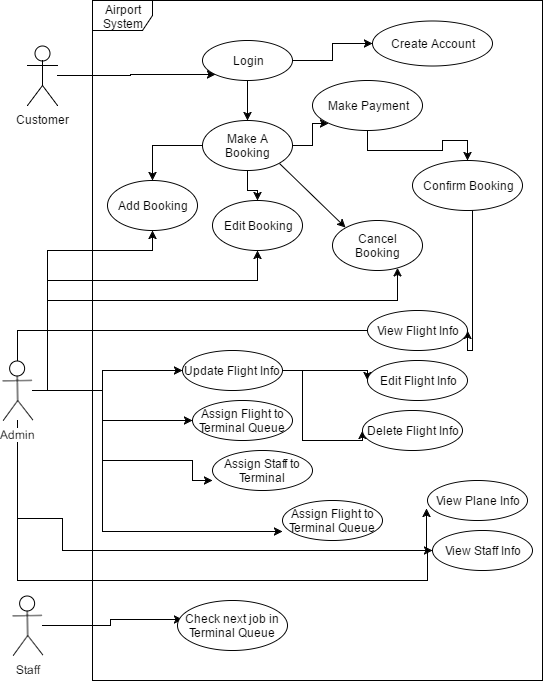 Airport
System
Login
Create Account
Customer
Make Payment
Make A
Booking
Confirm Booking
Add Booking
Edit Booking
Cancel
Booking
View Flight Info
Update Flight Info
Edit Flight Info
Admin
Assign Flight to
Terminal Queue
Delete Flight Info
Assign Staff to
Terminal
View Plane Info
Assign Flight to
Terminal Queue
View Staff Info
Check next job in
Terminal Queue
Staff